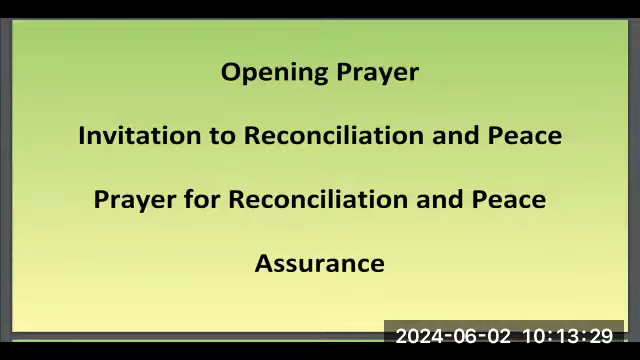 Opening Prayer
Invitation to Reconciliation and Peace
Prayer for Reconciliation and Peace
Assurance
2024-06-02 10:13:29